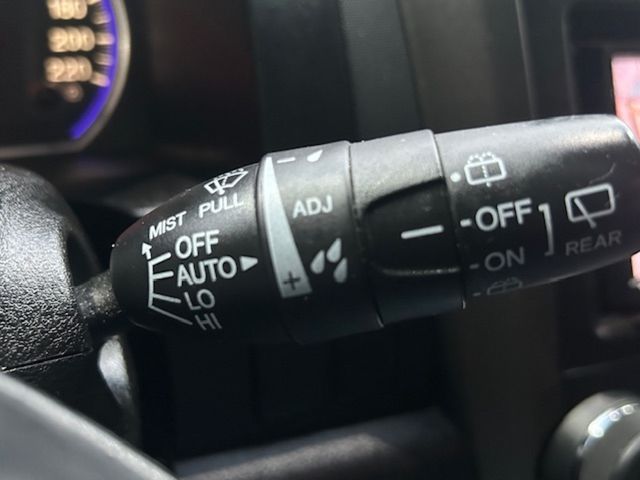 180
200
220
MIST PULL
OFF
AUTO
LO
HI
ADJ
OFF
ON
REAR